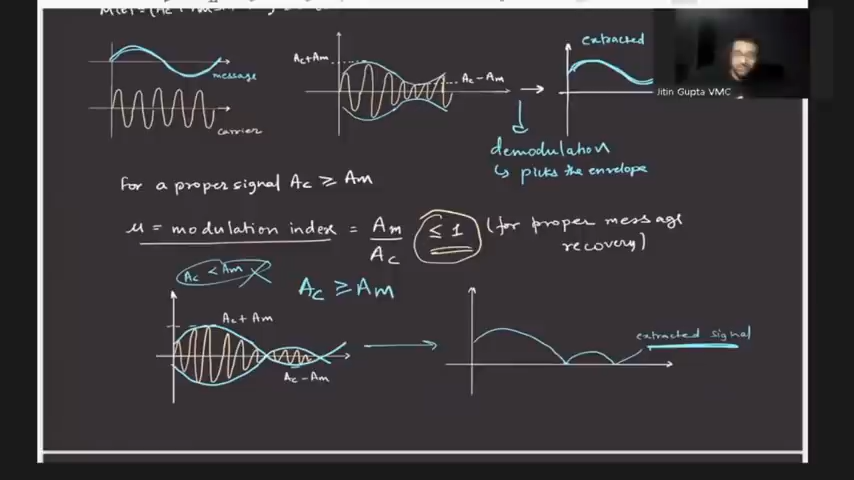 extracted
Ac+Am
Ac-Am
message
Jitin Gupta VMC
carrier
demodulation
↳ picks the envelope
for a proper signal Ac ≥ Am
μ = modulation index = Am/Ac ≤ 1 (for proper message
recovery)
Ac < Am
Ac ≥ Am
Ac + Am
extracted signal
Ac - Am